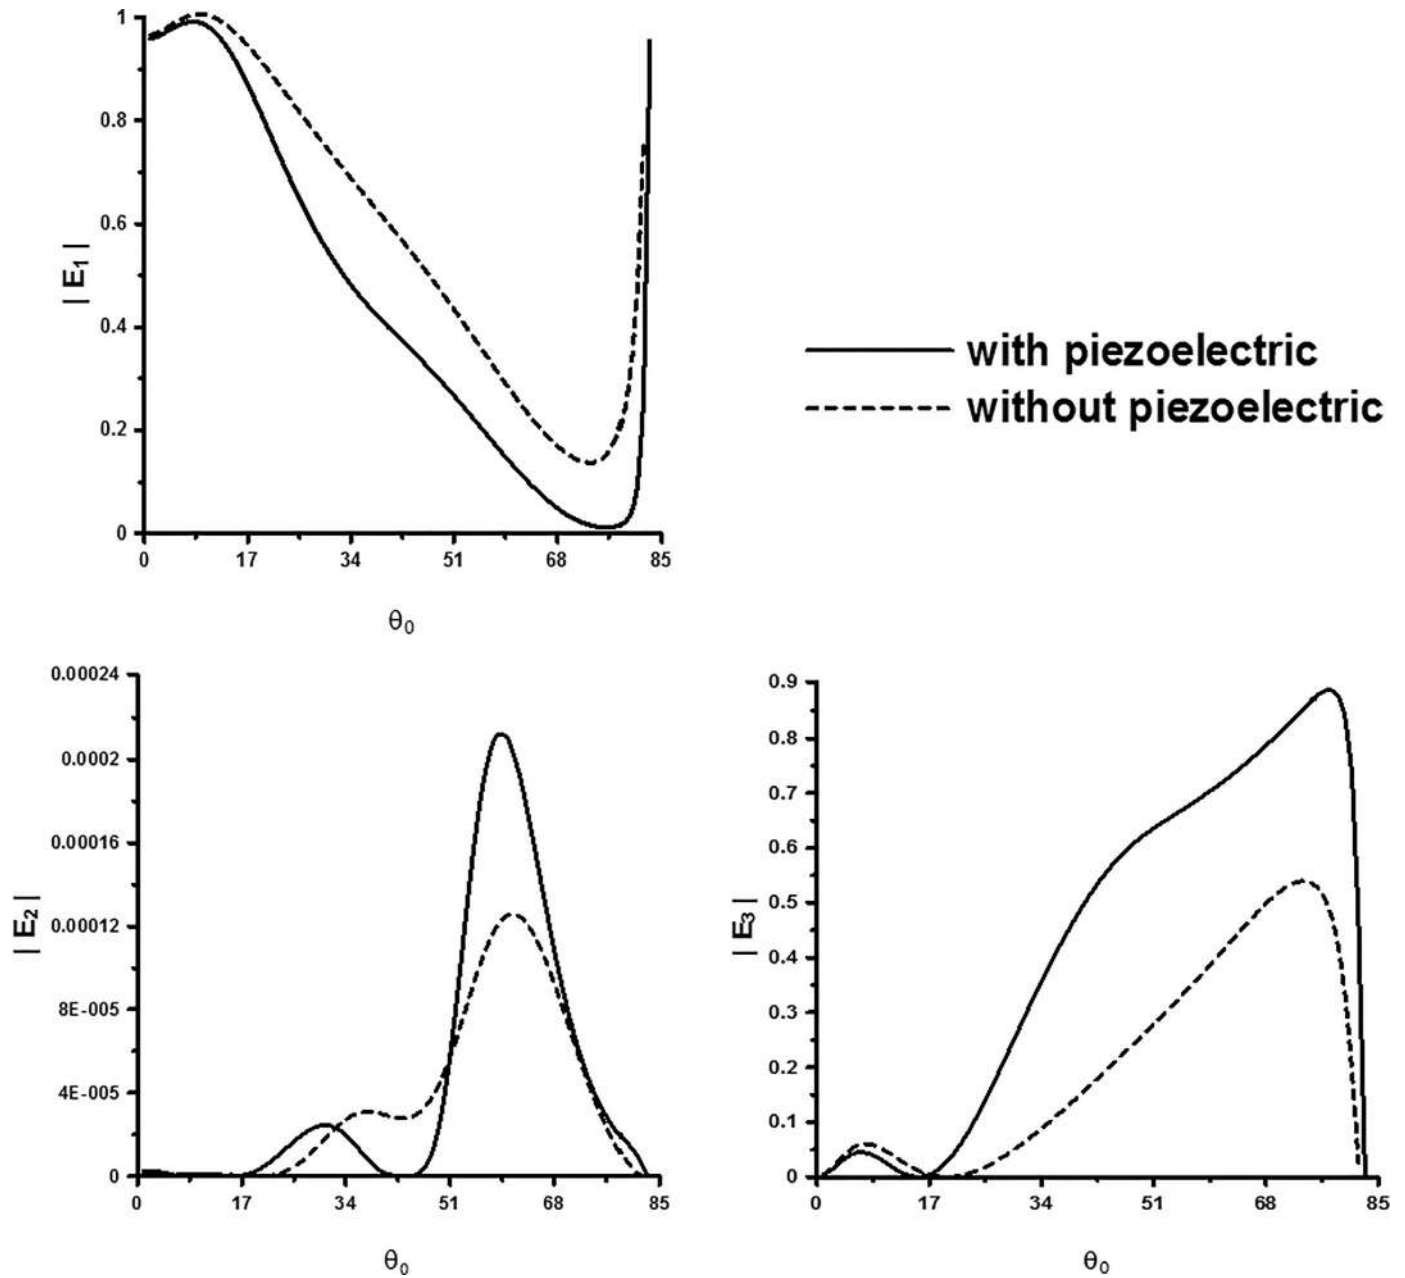 1
0.8
0.6
0.4
0.2
0
| E₁ |
0 17 34 51 68 85
θ₀
with piezoelectric
without piezoelectric
0.00024
0.0002
0.00016
0.00012
8E-005
4E-005
0
| E₂ |
0 17 34 51 68 85
θ₀
0.9
0.8
0.7
0.6
0.5
0.4
0.3
0.2
0.1
0
| E₃ |
0 17 34 51 68 85
θ₀